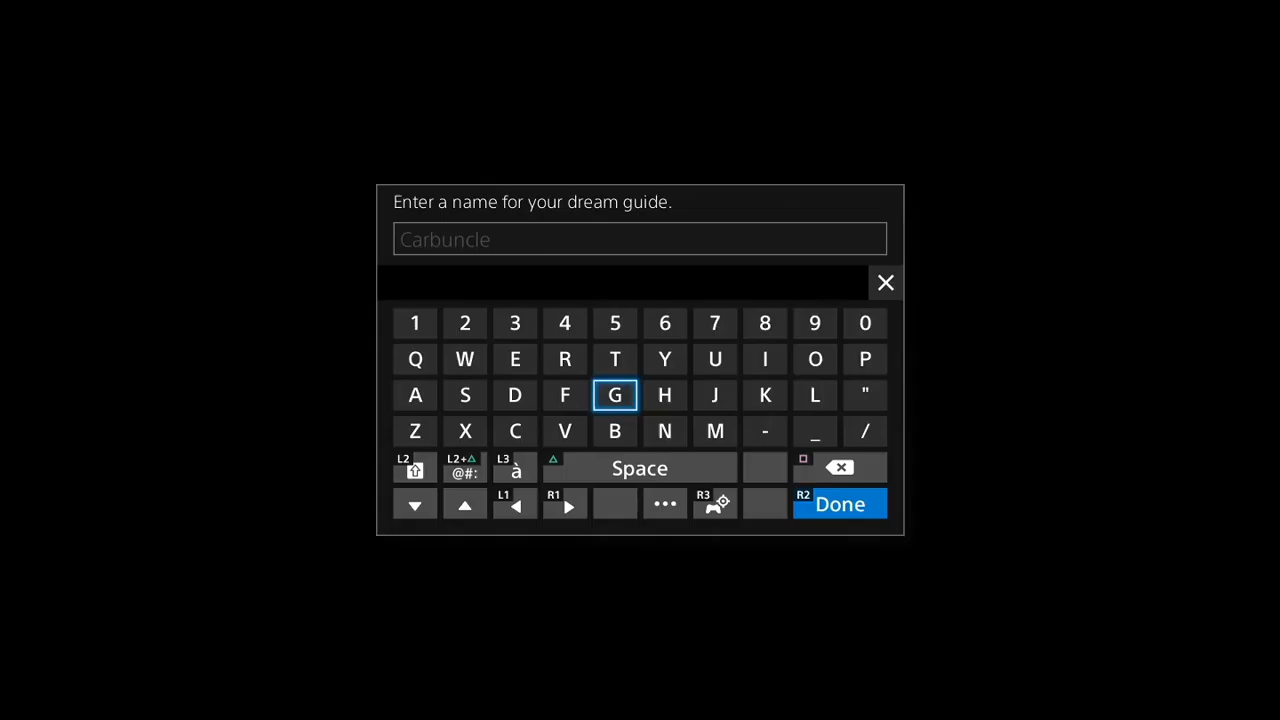 Enter a name for your dream guide.
Carbuncle
1 2 3 4 5 6 7 8 9 0
Q W E R T Y U I O P
A S D F G H J K L "
Z X C V B N M - _ /
L2 L2+△ @#: L3 à △ Space □
L1 R1 ... R3 R2 Done